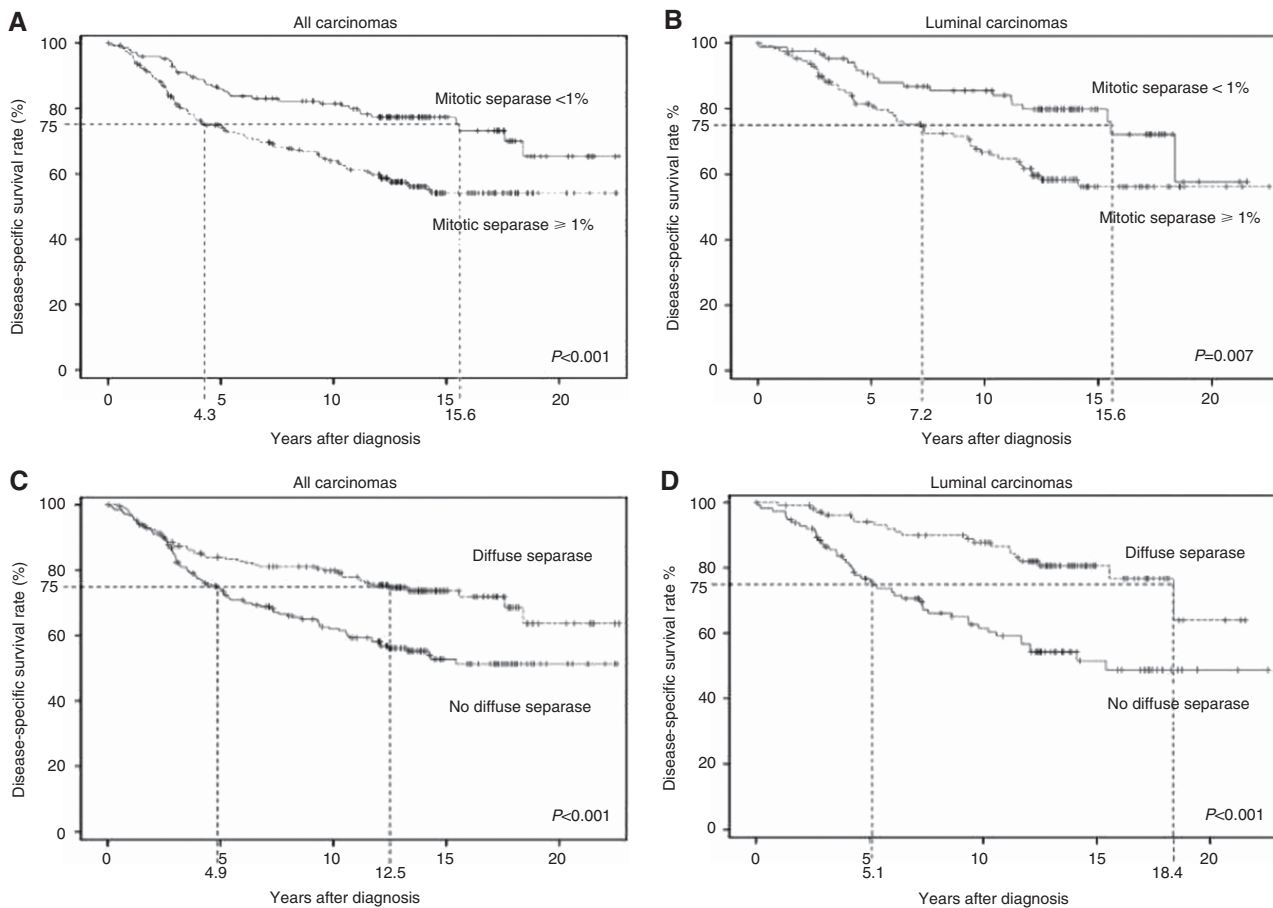 A
All carcinomas
Disease-specific survival rate (%)
100
80
75
60
40
20
0
Mitotic separase <1%
Mitotic separase ⩾ 1%
P<0.001
0 5 10 15 20
4.3 15.6
Years after diagnosis
B
Luminal carcinomas
Disease-specific survival rate %
100
80
75
60
40
20
0
Mitotic separase < 1%
Mitotic separase ⩾ 1%
P=0.007
0 5 10 15 20
7.2 15.6
Years after diagnosis
C
All carcinomas
Disease-specific survival rate (%)
100
80
75
60
40
20
0
Diffuse separase
No diffuse separase
P<0.001
0 5 10 15 20
4.9 12.5
Years after diagnosis
D
Luminal carcinomas
Disease-specific survival rate %
100
80
75
60
40
20
0
Diffuse separase
No diffuse separase
P<0.001
0 5 10 15 20
5.1 18.4
Years after diagnosis